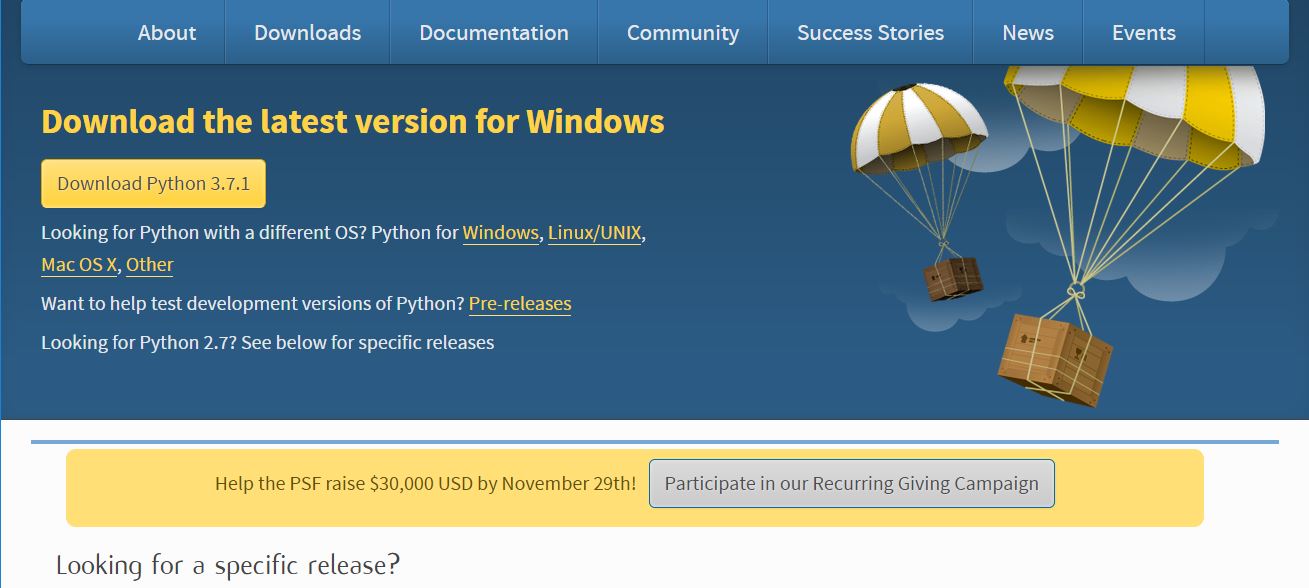 About Downloads Documentation Community Success Stories News Events
Download the latest version for Windows
Download Python 3.7.1
Looking for Python with a different OS? Python for Windows, Linux/UNIX,
Mac OS X, Other
Want to help test development versions of Python? Pre-releases
Looking for Python 2.7? See below for specific releases
Help the PSF raise $30,000 USD by November 29th! Participate in our Recurring Giving Campaign
Looking for a specific release?